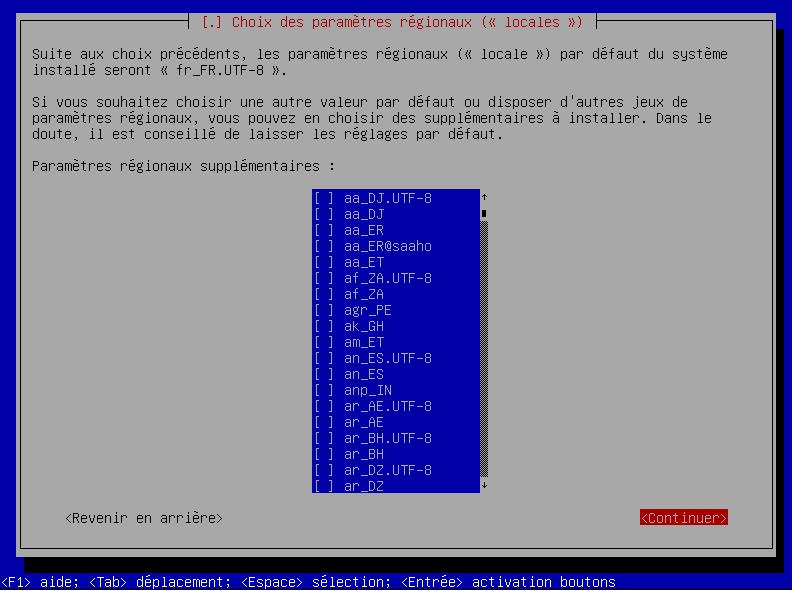 [.] Choix des paramètres régionaux (« locales »)
Suite aux choix précédents, les paramètres régionaux (« locale ») par défaut du système
installé seront « fr_FR.UTF-8 ».
Si vous souhaitez choisir une autre valeur par défaut ou disposer d'autres jeux de
paramètres régionaux, vous pouvez en choisir des supplémentaires à installer. Dans le
doute, il est conseillé de laisser les réglages par défaut.
Paramètres régionaux supplémentaires :
[ ] aa_DJ.UTF-8
[ ] aa_DJ
[ ] aa_ER
[ ] aa_ER@saaho
[ ] aa_ET
[ ] af_ZA.UTF-8
[ ] af_ZA
[ ] agr_PE
[ ] ak_GH
[ ] am_ET
[ ] an_ES.UTF-8
[ ] an_ES
[ ] anp_IN
[ ] ar_AE.UTF-8
[ ] ar_AE
[ ] ar_BH.UTF-8
[ ] ar_BH
[ ] ar_DZ.UTF-8
[ ] ar_DZ
<Revenir en arrière> <Continuer>
<F1> aide; <Tab> déplacement; <Espace> sélection; <Entrée> activation boutons